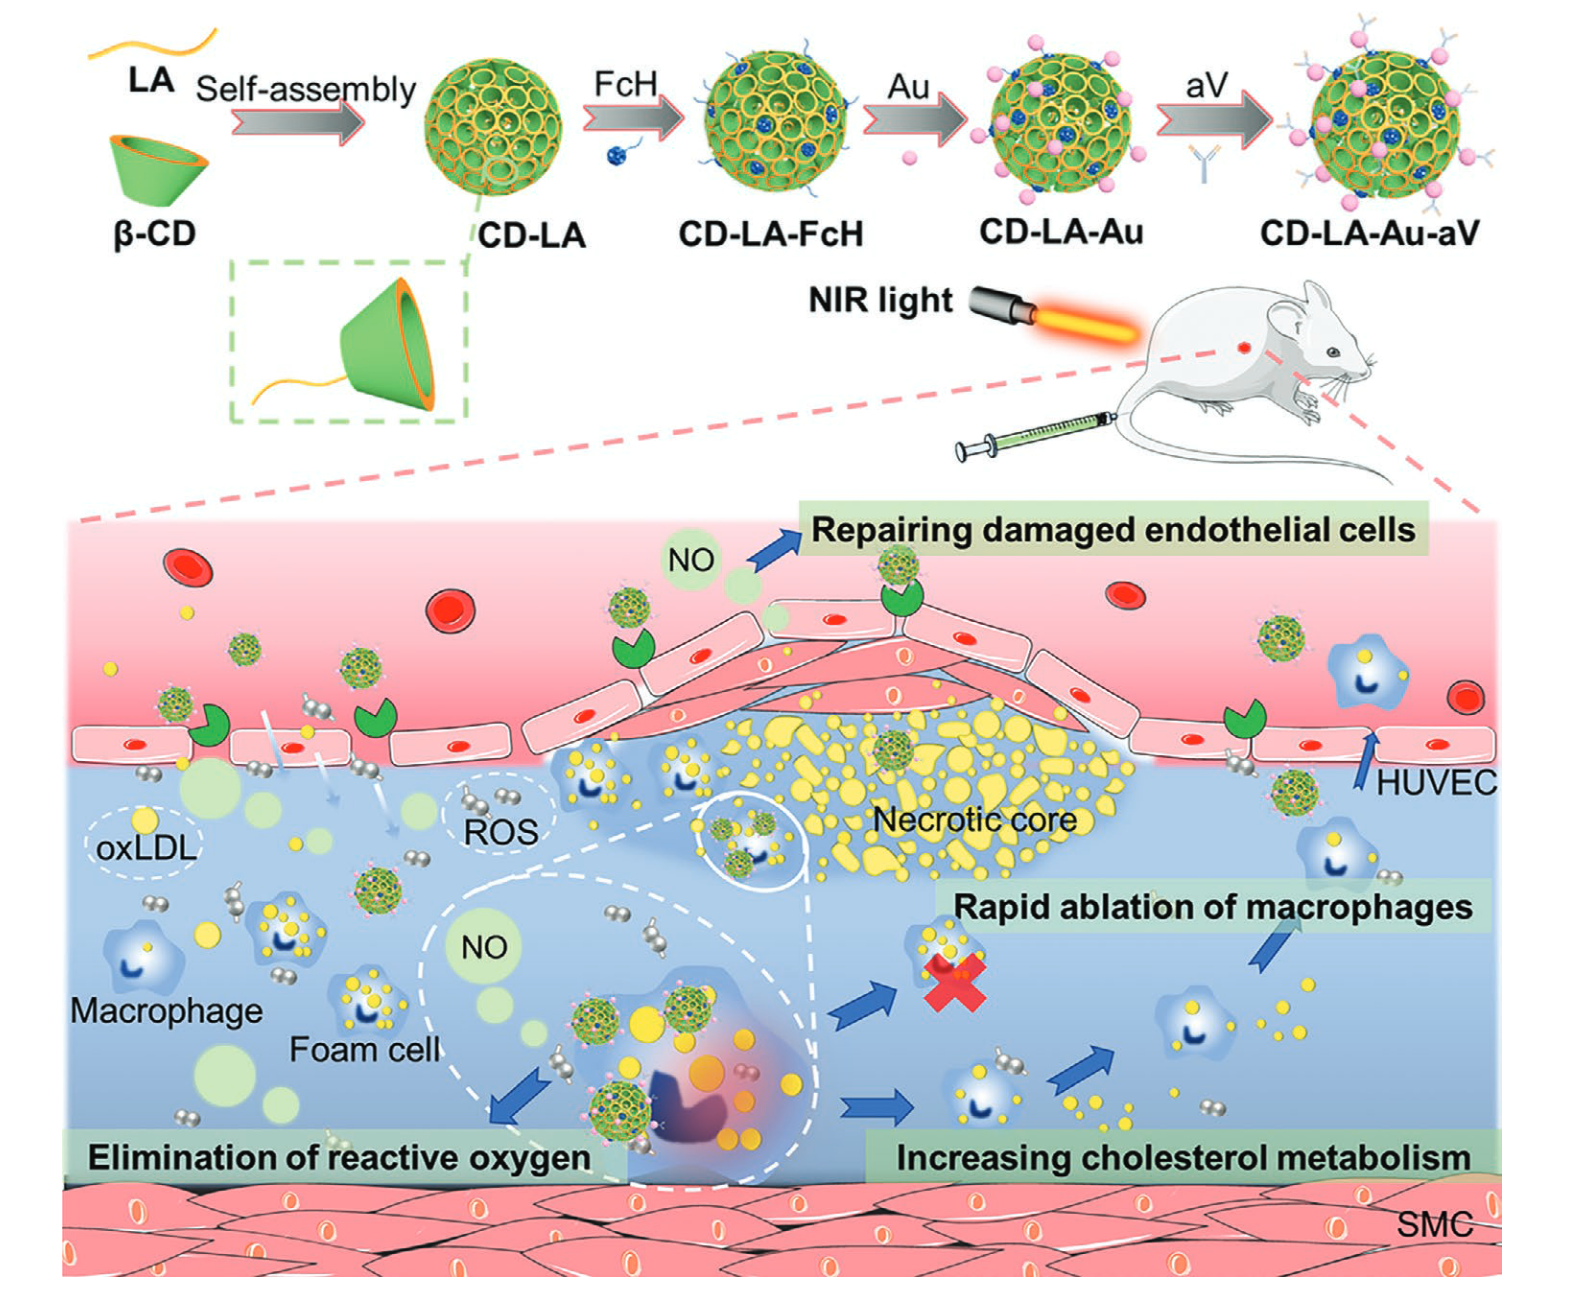 LA
Self-assembly
FcH
Au
aV
β-CD
CD-LA
CD-LA-FcH
CD-LA-Au
CD-LA-Au-aV
NIR light
NO
Repairing damaged endothelial cells
HUVEC
oxLDL
ROS
Necrotic core
Rapid ablation of macrophages
NO
Macrophage
Foam cell
Elimination of reactive oxygen
Increasing cholesterol metabolism
SMC